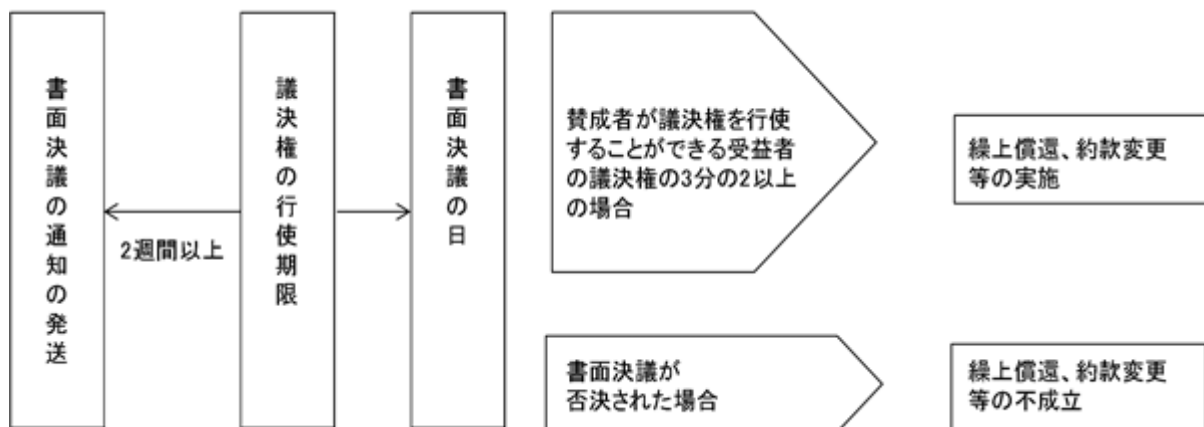 書面決議の通知の発送
2週間以上
議決権の行使期限
書面決議の日
賛成者が議決権を行使
することができる受益者
の議決権の3分の2以上
の場合
繰上償還、約款変更
等の実施
書面決議が
否決された場合
繰上償還、約款変更
等の不成立